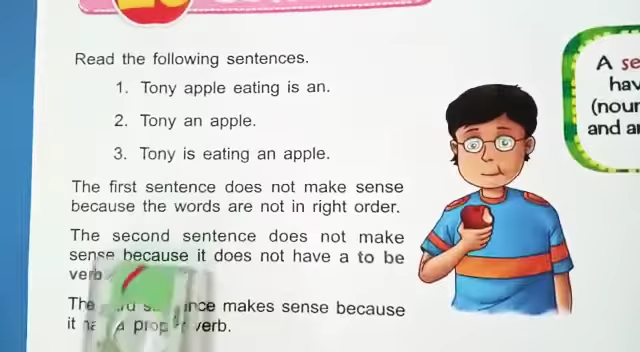 Read the following sentences.
1. Tony apple eating is an.
2. Tony an apple.
3. Tony is eating an apple.
The first sentence does not make sense
because the words are not in right order.
The second sentence does not make
sense because it does not have a to be
verb
The makes sense because
it verb.
A se
hav
(nour
and ar